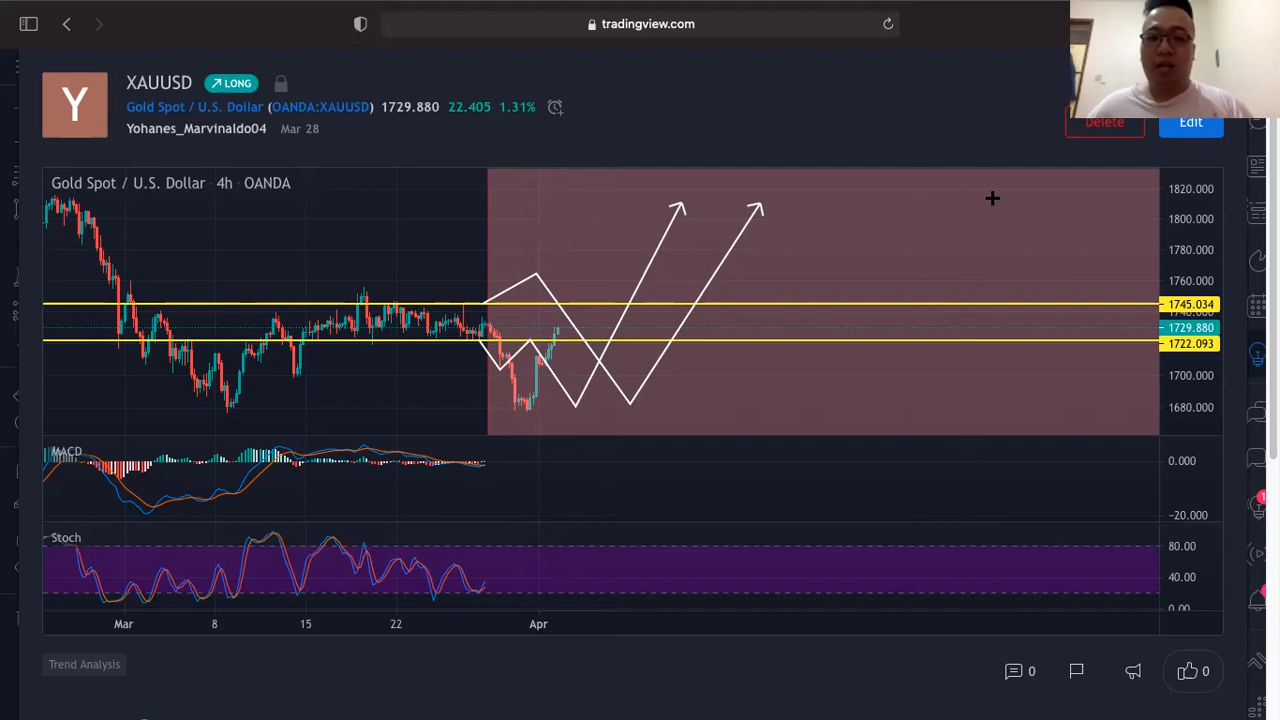 tradingview.com
Y
XAUUSD LONG
Gold Spot / U.S. Dollar (OANDA:XAUUSD) 1729.880 22.405 1.31%
Yohanes_Marvinaldo04 Mar 28
Delete Edit
Gold Spot / U.S. Dollar · 4h · OANDA
1820.000
1800.000
1780.000
1760.000
1745.034
1729.880
1722.093
1700.000
1680.000
MACD
0.000
-20.000
Stoch
80.00
40.00
0.00
Mar 8 15 22 Apr
Trend Analysis
0 0
1